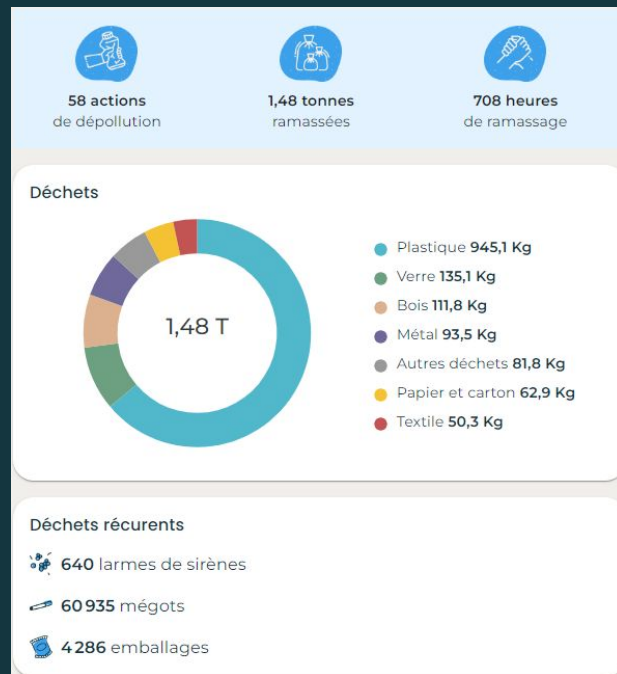 58 actions
de dépollution
1,48 tonnes
ramassées
708 heures
de ramassage
Déchets
1,48 T
Plastique 945,1 Kg
Verre 135,1 Kg
Bois 111,8 Kg
Métal 93,5 Kg
Autres déchets 81,8 Kg
Papier et carton 62,9 Kg
Textile 50,3 Kg
Déchets récurents
640 larmes de sirènes
60 935 mégots
4 286 emballages